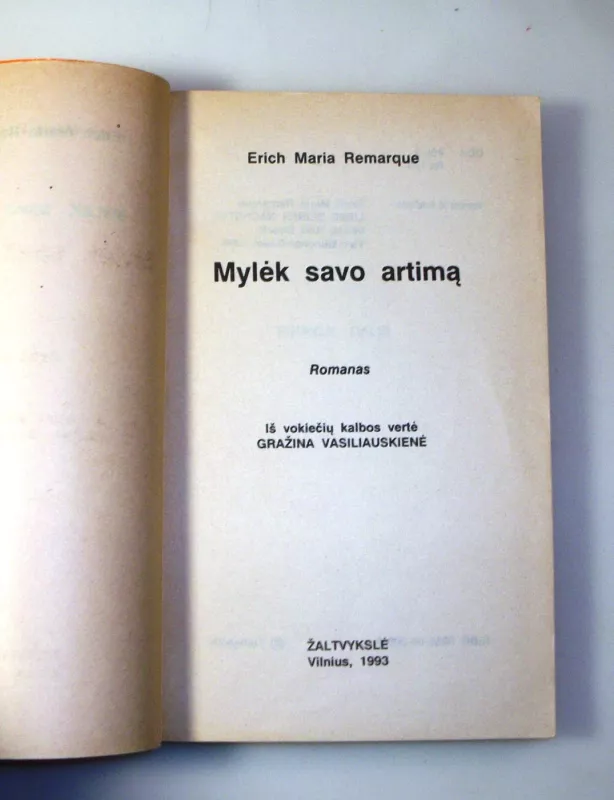 Erich Maria Remarque
Mylėk savo artimą
Romanas
Iš vokiečių kalbos vertė
GRAŽINA VASILIAUSKIENĖ
ŽALTVYKSLĖ
Vilnius, 1993